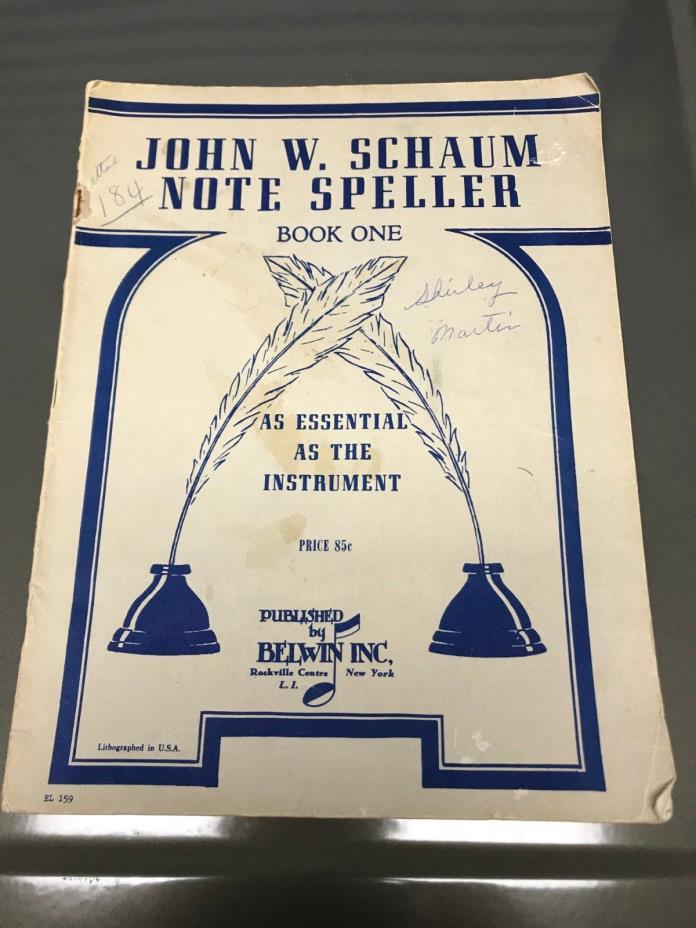 JOHN W. SCHAUM
NOTE SPELLER
184
BOOK ONE
Shirley
Martin
AS ESSENTIAL
AS THE
INSTRUMENT
PRICE 85c
PUBLISHED
by
BELWIN INC,
Rockville Centre New York
L. I.
Lithographed in U.S.A.
EL 159